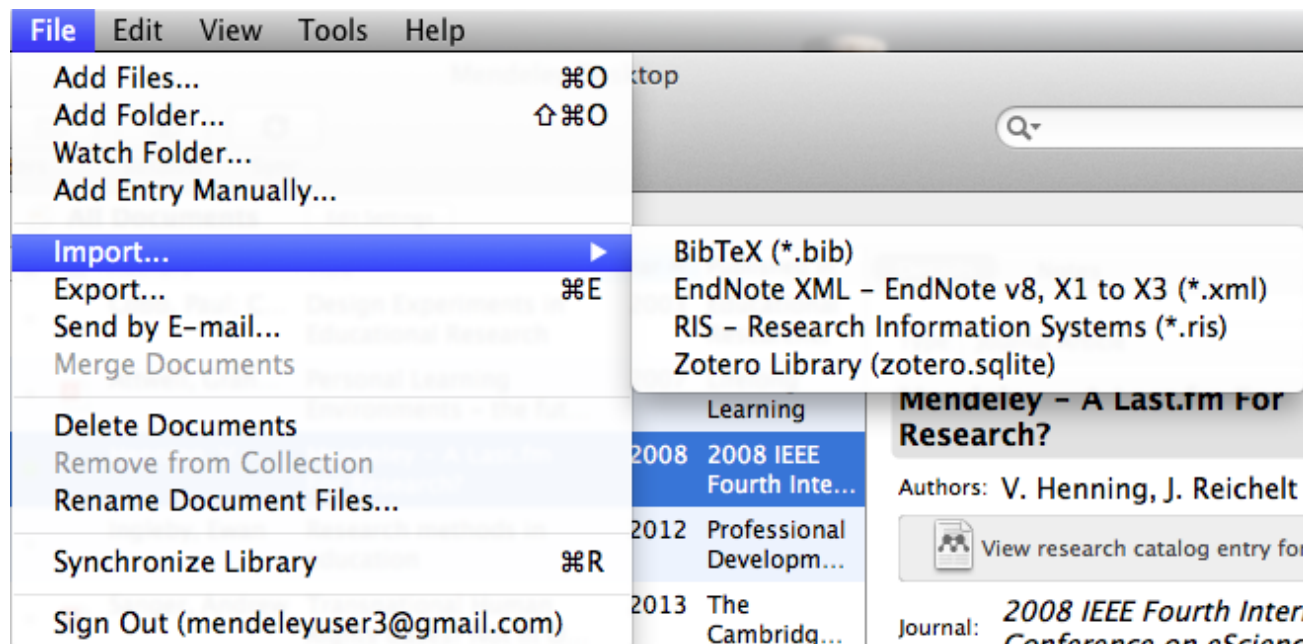 File Edit View Tools Help
Add Files... ⌘O
Add Folder... ⇧⌘O
Watch Folder...
Add Entry Manually...
Import...
Export... ⌘E
Send by E-mail...
Merge Documents
Delete Documents
Remove from Collection
Rename Document Files...
Synchronize Library ⌘R
Sign Out (mendeleyuser3@gmail.com)
BibTeX (*.bib)
EndNote XML – EndNote v8, X1 to X3 (*.xml)
RIS – Research Information Systems (*.ris)
Zotero Library (zotero.sqlite)
Learning
2008 2008 IEEE
Fourth Inte...
2012 Professional
Developm...
2013 The
Cambridg...
Mendeley – A Last.fm For
Research?
Authors: V. Henning, J. Reichelt
View research catalog entry for
Journal: 2008 IEEE Fourth Inter
Conference on eScienc